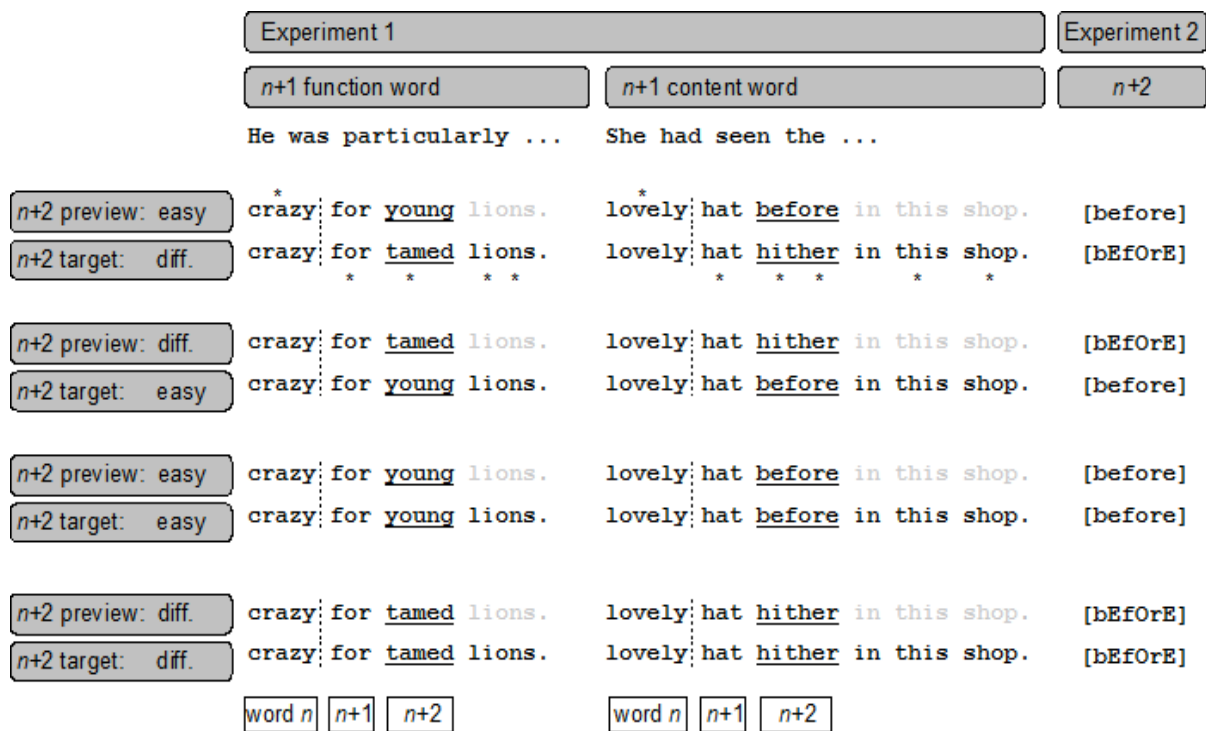 Experiment 1 Experiment 2
n+1 function word n+1 content word n+2
He was particularly ... She had seen the ...
* *
n+2 preview: easy crazy for young lions. lovely hat before in this shop. [before]
n+2 target: diff. crazy for tamed lions. lovely hat hither in this shop. [bEfOrE]
* * * * * * * * *
n+2 preview: diff. crazy for tamed lions. lovely hat hither in this shop. [bEfOrE]
n+2 target: easy crazy for young lions. lovely hat before in this shop. [before]
n+2 preview: easy crazy for young lions. lovely hat before in this shop. [before]
n+2 target: easy crazy for young lions. lovely hat before in this shop. [before]
n+2 preview: diff. crazy for tamed lions. lovely hat hither in this shop. [bEfOrE]
n+2 target: diff. crazy for tamed lions. lovely hat hither in this shop. [bEfOrE]
word n n+1 n+2 word n n+1 n+2